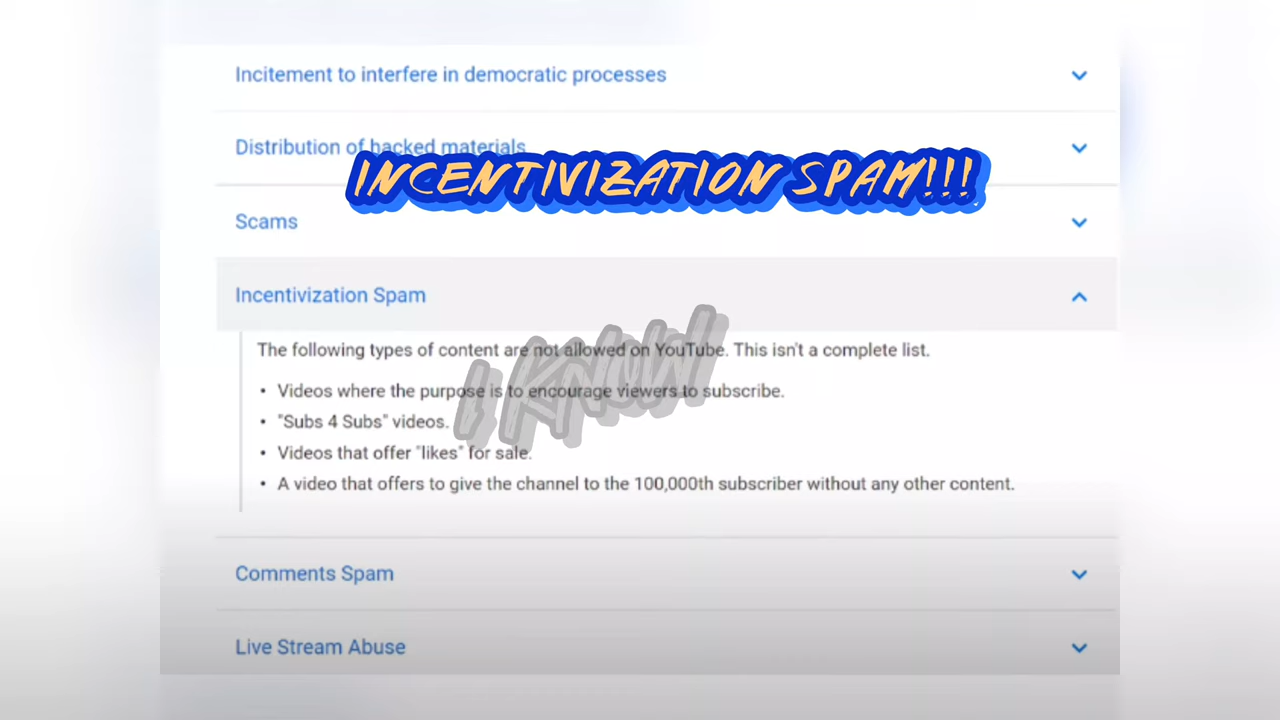 Incitement to interfere in democratic processes
Distribution of hacked materials
INCENTIVIZATION SPAM!!!
Scams
Incentivization Spam
The following types of content are not allowed on YouTube. This isn't a complete list.
• Videos where the purpose is to encourage viewers to subscribe.
I KNOW
• "Subs 4 Subs" videos.
• Videos that offer "likes" for sale.
• A video that offers to give the channel to the 100,000th subscriber without any other content.
Comments Spam
Live Stream Abuse